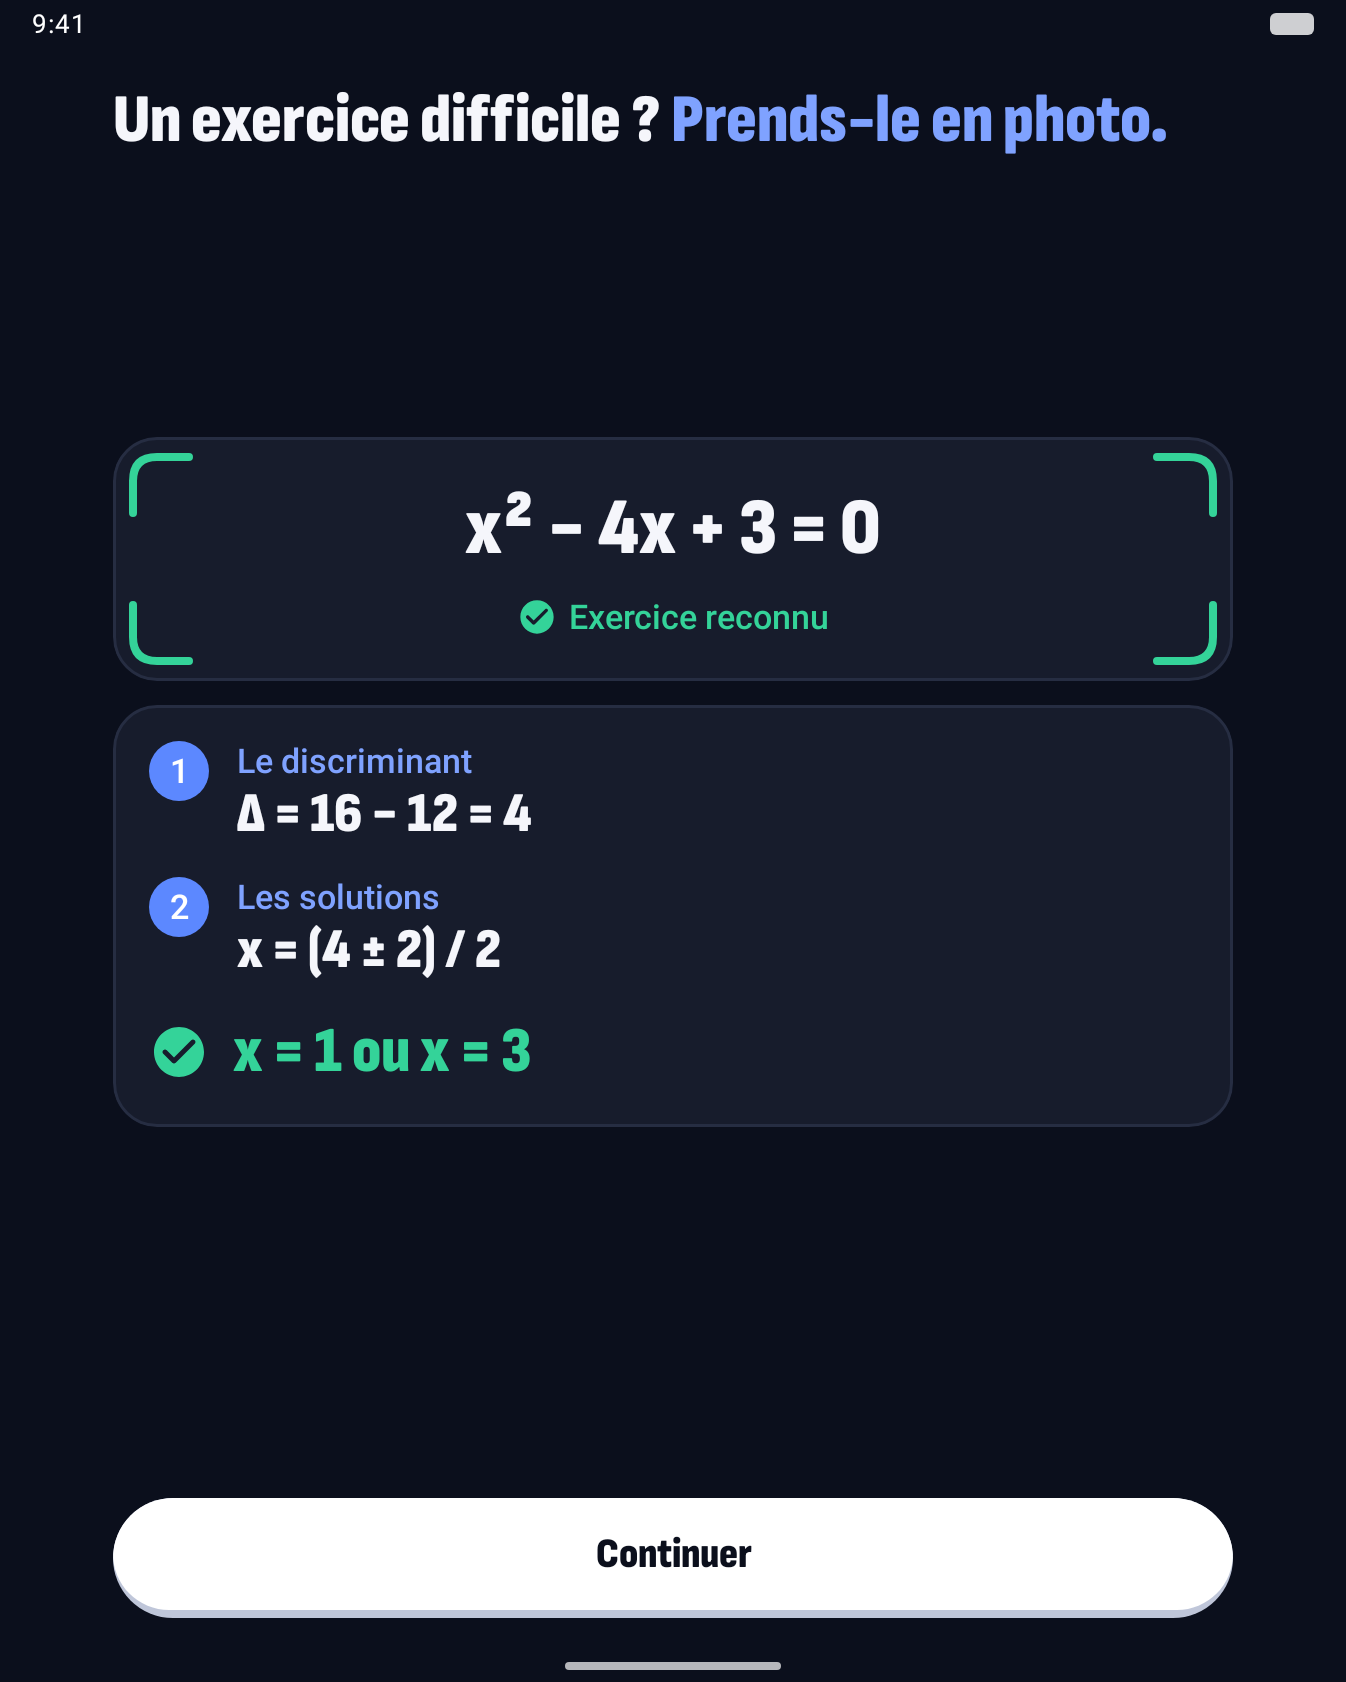 9:41
Un exercice difficile ? Prends-le en photo.
x² - 4x + 3 = 0
Exercice reconnu
1
Le discriminant
Δ = 16 - 12 = 4
2
Les solutions
x = (4 ± 2) / 2
x = 1 ou x = 3
Continuer